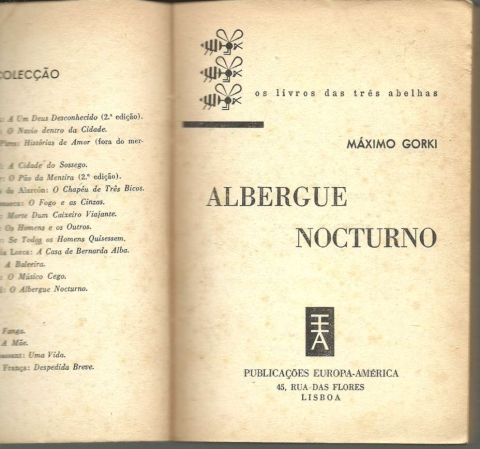 COLECÇÃO
A Um Deus Desconhecido (2.ª edição).
O Navio dentro da Cidade.
Histórias de Amor (fora do mer-
A Cidade do Sossego.
O Pão da Mentira (2.ª edição).
de Alarcón: O Chapéu de Três Bicos.
O Fogo e as Cinzas.
Morte Dum Caixeiro Viajante.
Os Homens e os Outros.
Se Todos os Homens Quisessem.
Lorca: A Casa de Bernarda Alba.
A Baleeira.
O Músico Cego.
O Albergue Nocturno.
Fanga.
A Mãe.
Uma Vida.
França: Despedida Breve.
os livros das três abelhas
MÁXIMO GORKI
ALBERGUE
NOCTURNO
EA
PUBLICAÇÕES EUROPA-AMÉRICA
45, RUA DAS FLORES
LISBOA